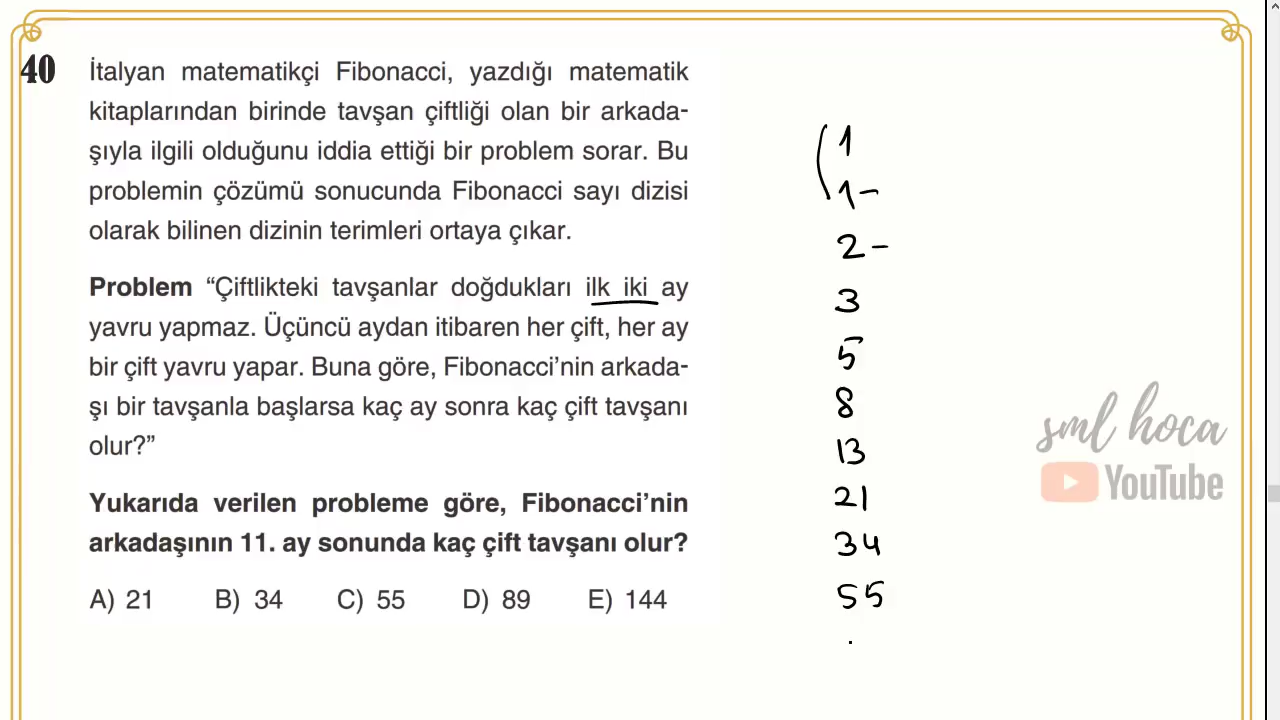 40
İtalyan matematikçi Fibonacci, yazdığı matematik
kitaplarından birinde tavşan çiftliği olan bir arkada-
şıyla ilgili olduğunu iddia ettiği bir problem sorar. Bu
problemin çözümü sonucunda Fibonacci sayı dizisi
olarak bilinen dizinin terimleri ortaya çıkar.
Problem “Çiftlikteki tavşanlar doğdukları ilk iki ay
yavru yapmaz. Üçüncü aydan itibaren her çift, her ay
bir çift yavru yapar. Buna göre, Fibonacci’nin arkada-
şı bir tavşanla başlarsa kaç ay sonra kaç çift tavşanı
olur?”
Yukarıda verilen probleme göre, Fibonacci’nin
arkadaşının 11. ay sonunda kaç çift tavşanı olur?
A) 21 B) 34 C) 55 D) 89 E) 144
1
1 -
2 -
3
5
8
13
21
34
55
sml hoca
YouTube